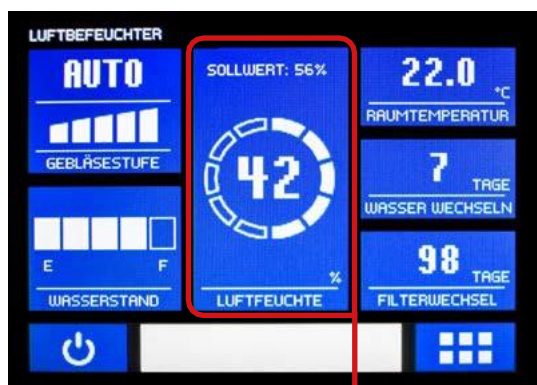 LUFTBEFEUCHTER
AUTO
GEBLÄSESTUFE
E F
WASSERSTAND
SOLLWERT: 56%
42
%
LUFTFEUCHTE
22.0 °C
RAUMTEMPERATUR
7 TAGE
WASSER WECHSELN
98 TAGE
FILTERWECHSEL